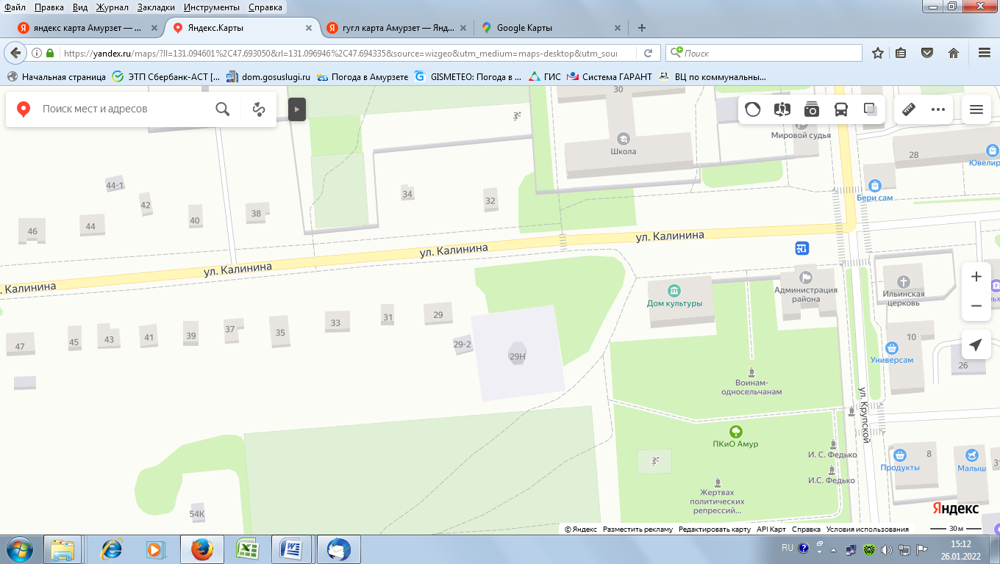 Файл Правка Вид Журнал Закладки Инструменты Справка
яндекс карта Амурзет — ...
Яндекс.Карты
гугл карта Амурзет — Янд...
Google Карты
https://yandex.ru/maps/?ll=131.094601%2C47.693050&rl=131.096946%2C47.694335&source=wizgeo&utm_medium=maps-desktop&utm_sour
Поиск
Начальная страница
ЭТП Сбербанк-АСТ [...
dom.gosuslugi.ru
Погода в Амурзете
GISMETEO: Погода в ...
ГИС
Система ГАРАНТ
ВЦ по коммунальны...
Поиск мест и адресов
30
Мировой судья
Школа
28
Ювелир
44-1
42
34
32
Бери сам
46
44
40
38
ул. Калинина
ул. Калинина
ул. Калинина
. Калинина
Дом культуры
Администрация
района
Ильинская
церковь
47
45
43
41
39
37
35
33
31
29
29-2
29Н
10
Универсам
26
Воинам-
односельчанам
ул. Крупской
ПКиО Амур
И. С. Федько
И.С. Федько
Продукты
8
Малыш
Жертвах
политических
репрессий...
54К
Яндекс
© Яндекс Разместить рекламу Редактировать карту API Карт Справка Условия использования
30 м
RU
15:12
26.01.2022